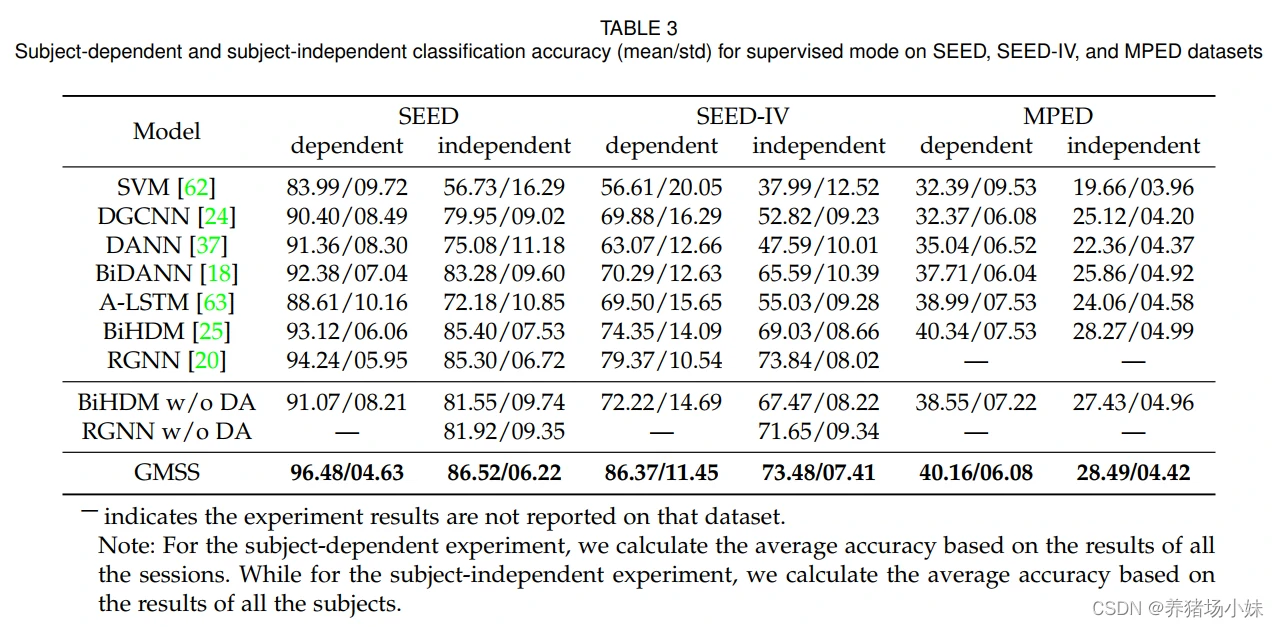 TABLE 3
Subject-dependent and subject-independent classification accuracy (mean/std) for supervised mode on SEED, SEED-IV, and MPED datasets
Model SEED SEED-IV MPED
dependent independent dependent independent dependent independent
SVM [62] 83.99/09.72 56.73/16.29 56.61/20.05 37.99/12.52 32.39/09.53 19.66/03.96
DGCNN [24] 90.40/08.49 79.95/09.02 69.88/16.29 52.82/09.23 32.37/06.08 25.12/04.20
DANN [37] 91.36/08.30 75.08/11.18 63.07/12.66 47.59/10.01 35.04/06.52 22.36/04.37
BiDANN [18] 92.38/07.04 83.28/09.60 70.29/12.63 65.59/10.39 37.71/06.04 25.86/04.92
A-LSTM [63] 88.61/10.16 72.18/10.85 69.50/15.65 55.03/09.28 38.99/07.53 24.06/04.58
BiHDM [25] 93.12/06.06 85.40/07.53 74.35/14.09 69.03/08.66 40.34/07.53 28.27/04.99
RGNN [20] 94.24/05.95 85.30/06.72 79.37/10.54 73.84/08.02 — —
BiHDM w/o DA 91.07/08.21 81.55/09.74 72.22/14.69 67.47/08.22 38.55/07.22 27.43/04.96
RGNN w/o DA — 81.92/09.35 — 71.65/09.34 — —
GMSS 96.48/04.63 86.52/06.22 86.37/11.45 73.48/07.41 40.16/06.08 28.49/04.42
— indicates the experiment results are not reported on that dataset.
Note: For the subject-dependent experiment, we calculate the average accuracy based on the results of all
the sessions. While for the subject-independent experiment, we calculate the average accuracy based on
the results of all the subjects.
CSDN @养猪场小妹